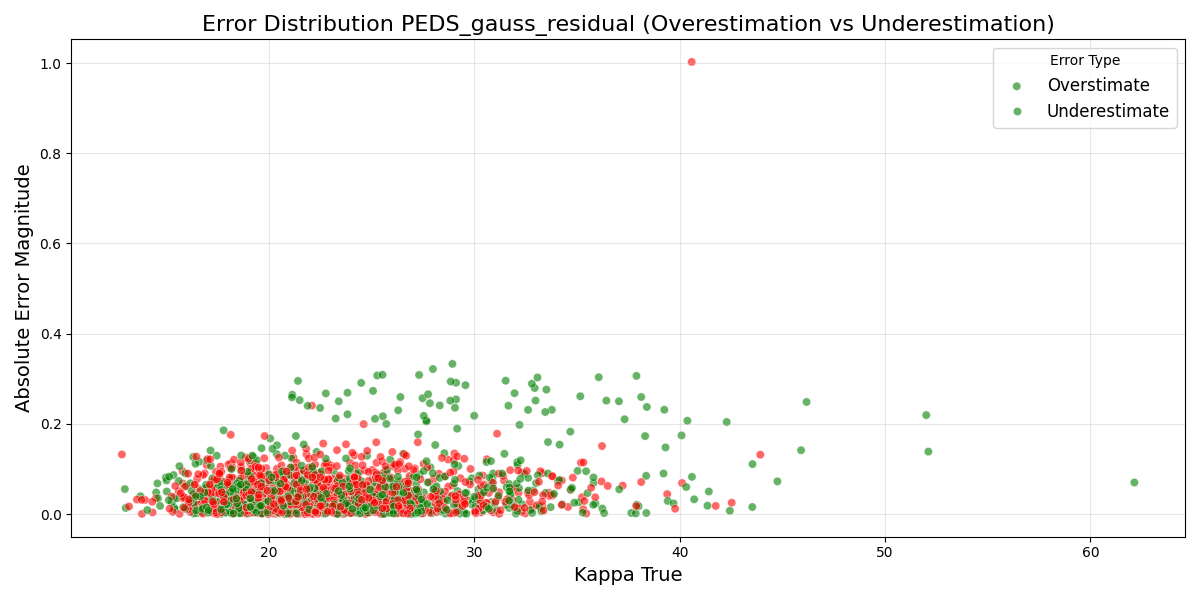 Error Distribution PEDS_gauss_residual (Overestimation vs Underestimation)
Error Type
Overstimate
Underestimate
1.0
0.8
0.6
0.4
0.2
0.0
Absolute Error Magnitude
20
30
40
50
60
Kappa True